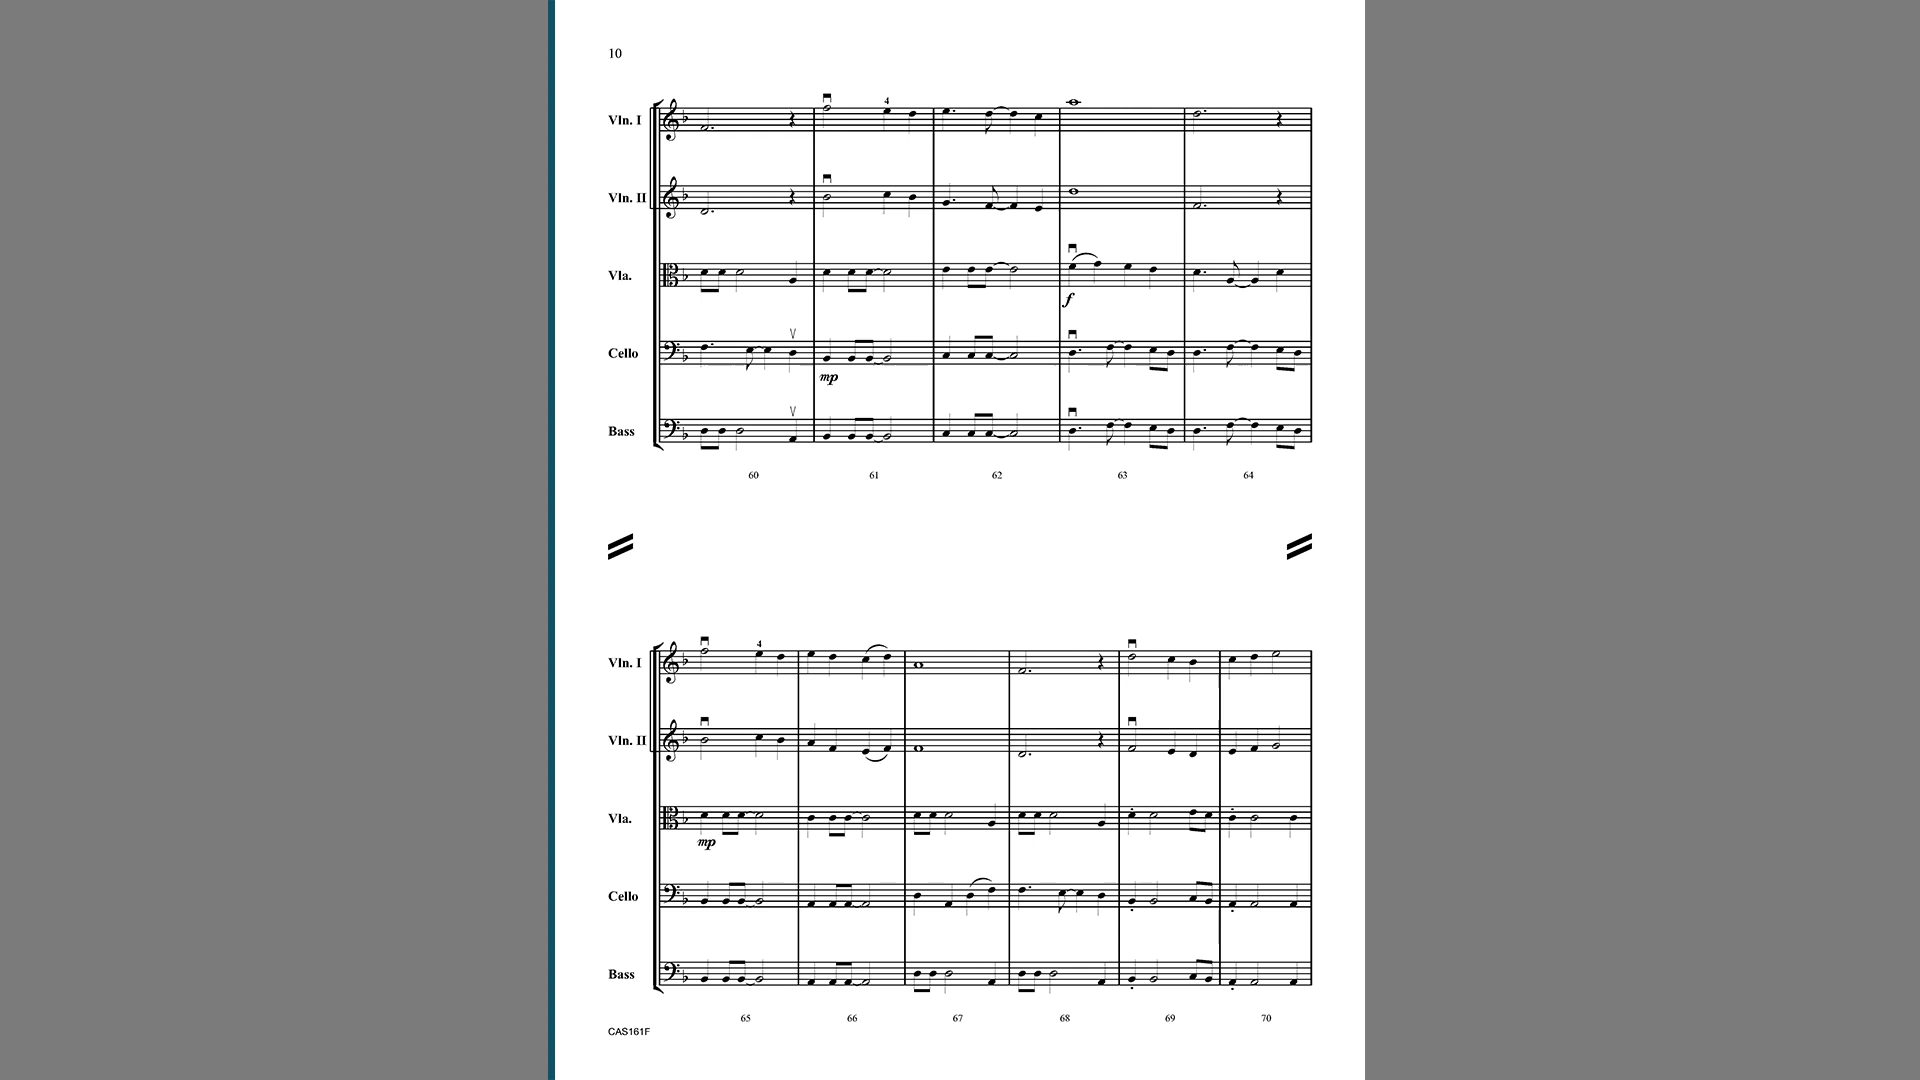 10
4
Vln. I
Vln. II
Vla.
f
Cello
mp
Bass
60 61 62 63 64
4
Vln. I
Vln. II
Vla.
mp
Cello
Bass
65 66 67 68 69 70
CAS161F